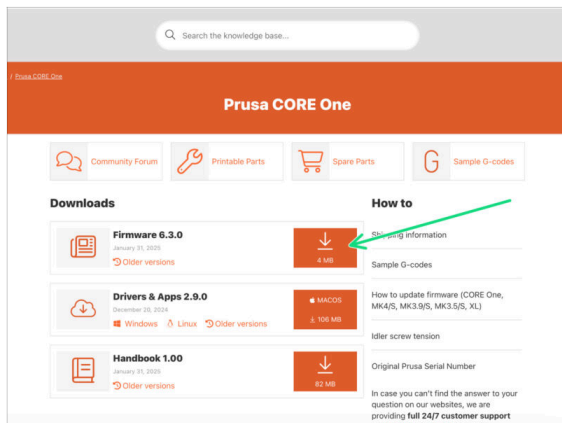 Search the knowledge base...
/ Prusa CORE One
Prusa CORE One
Community Forum
Printable Parts
Spare Parts
G
Sample G-codes
Downloads
Firmware 6.3.0
January 31, 2025
Older versions
4 MB
Drivers & Apps 2.9.0
December 20, 2024
Windows
Linux
Older versions
MACOS
106 MB
Handbook 1.00
January 31, 2025
Older versions
82 MB
How to
Shipping information
Sample G-codes
How to update firmware (CORE One,
MK4/S, MK3.9/S, MK3.5/S, XL)
Idler screw tension
Original Prusa Serial Number
In case you can't find the answer to your
question on our websites, we are
providing full 24/7 customer support